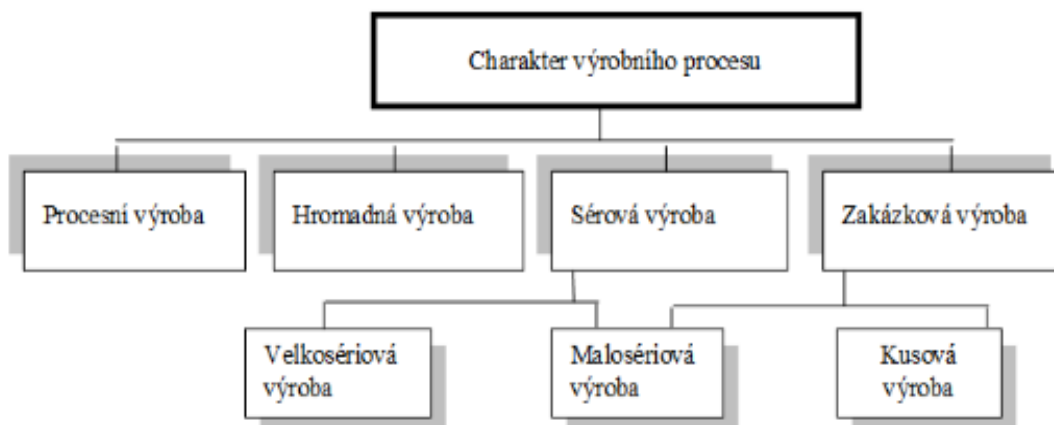 Charakter výrobního procesu
Procesní výroba
Hromadná výroba
Sérová výroba
Zakázková výroba
Velkosériová
výroba
Malosériová
výroba
Kusová
výroba